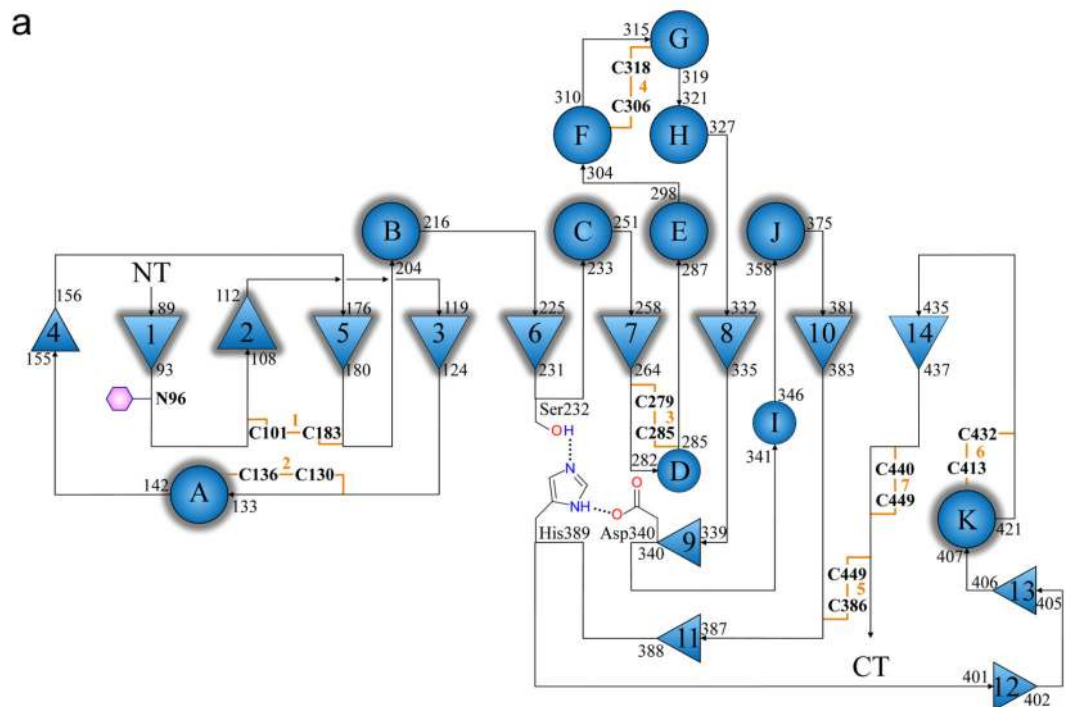 a
315 G
C318 319
4
310 C306 321
F H 327
304
298
B 216 C 251 E J 375
204 233 287 358
NT
156 112 89 176 119 225 258 332 381 435
4 1 2 5 3 6 7 8 10 14
155 93 108 180 124 231 264 335 383 437
N96
1
C101 C183
2
C136 C130
142 A 133
Ser232
OH
N
NH
O
O
His389 Asp340
C279
3
C285 285
282 D
346
I
341
340 9 339
388 11 387
C432
6
C413
C440
7
C449
K
421
407
C449
5
C386
406 13 405
CT
401 12 402